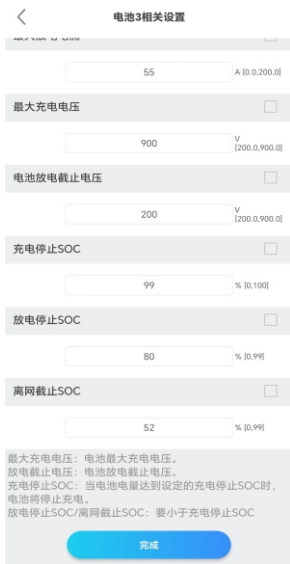 电池3相关设置
55
A [0.0,200.0]
最大充电电压
900
V
[200.0,900.0]
电池放电截止电压
200
V
[200.0,900.0]
充电停止SOC
99
% [0,100]
放电停止SOC
80
% [0,99]
离网截止SOC
52
% [0,99]
最大充电电压：电池最大充电电压。
放电截止电压：电池放电截止电压。
充电停止SOC：当电池电量达到设定的充电停止SOC时，
电池将停止充电。
放电停止SOC/离网截止SOC：要小于充电停止SOC
完成